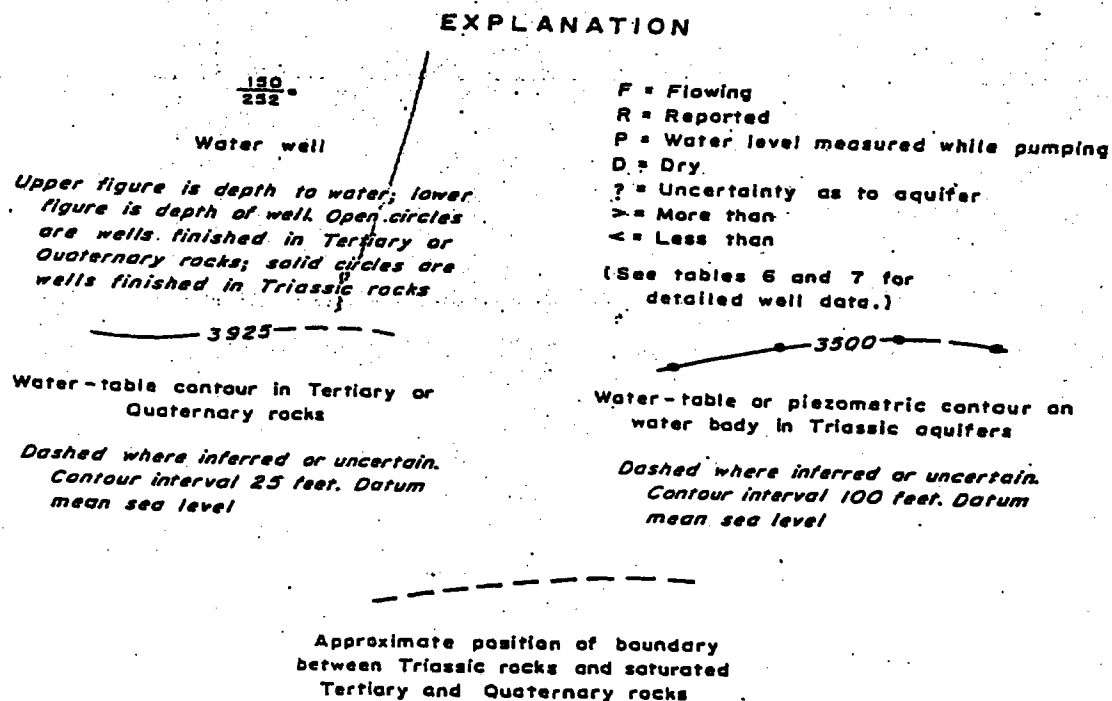 EXPLANATION
150
252
Water well
Upper figure is depth to water; lower
figure is depth of well. Open circles
are wells finished in Tertiary or
Quaternary rocks; solid circles are
wells finished in Triassic rocks
3925
Water-table contour in Tertiary or
Quaternary rocks
Dashed where inferred or uncertain.
Contour interval 25 feet. Datum
mean sea level
F = Flowing
R = Reported
P = Water level measured while pumping
D = Dry
? = Uncertainty as to aquifer
> = More than
< = Less than
(See tables 6 and 7 for
detailed well data.)
3500
Water-table or piezometric contour on
water body in Triassic aquifers
Dashed where inferred or uncertain.
Contour interval 100 feet. Datum
mean sea level
Approximate position of boundary
between Triassic rocks and saturated
Tertiary and Quaternary rocks